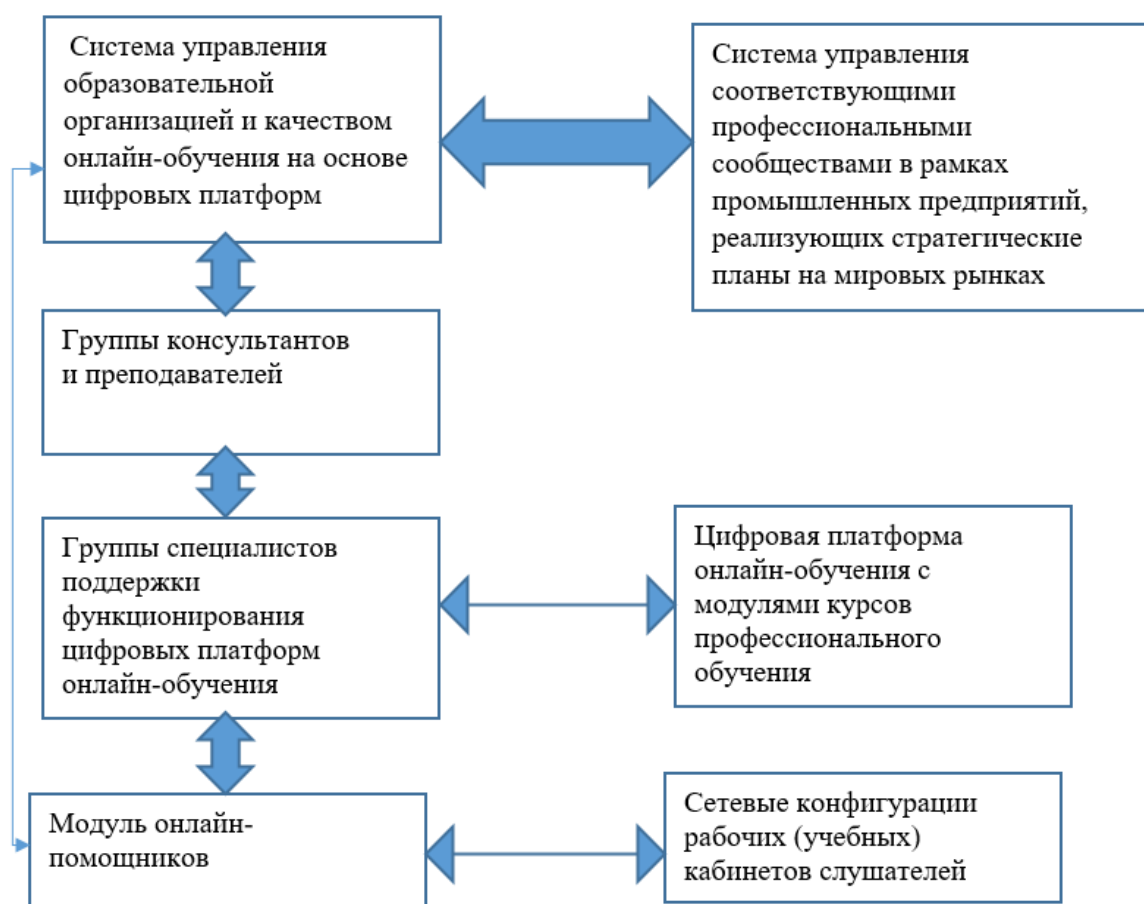 Система управления
образовательной
организацией и качеством
онлайн-обучения на основе
цифровых платформ
Система управления
соответствующими
профессиональными
сообществами в рамках
промышленных предприятий,
реализующих стратегические
планы на мировых рынках
Группы консультантов
и преподавателей
Группы специалистов
поддержки
функционирования
цифровых платформ
онлайн-обучения
Цифровая платформа
онлайн-обучения с
модулями курсов
профессионального
обучения
Модуль онлайн-
помощников
Сетевые конфигурации
рабочих (учебных)
кабинетов слушателей